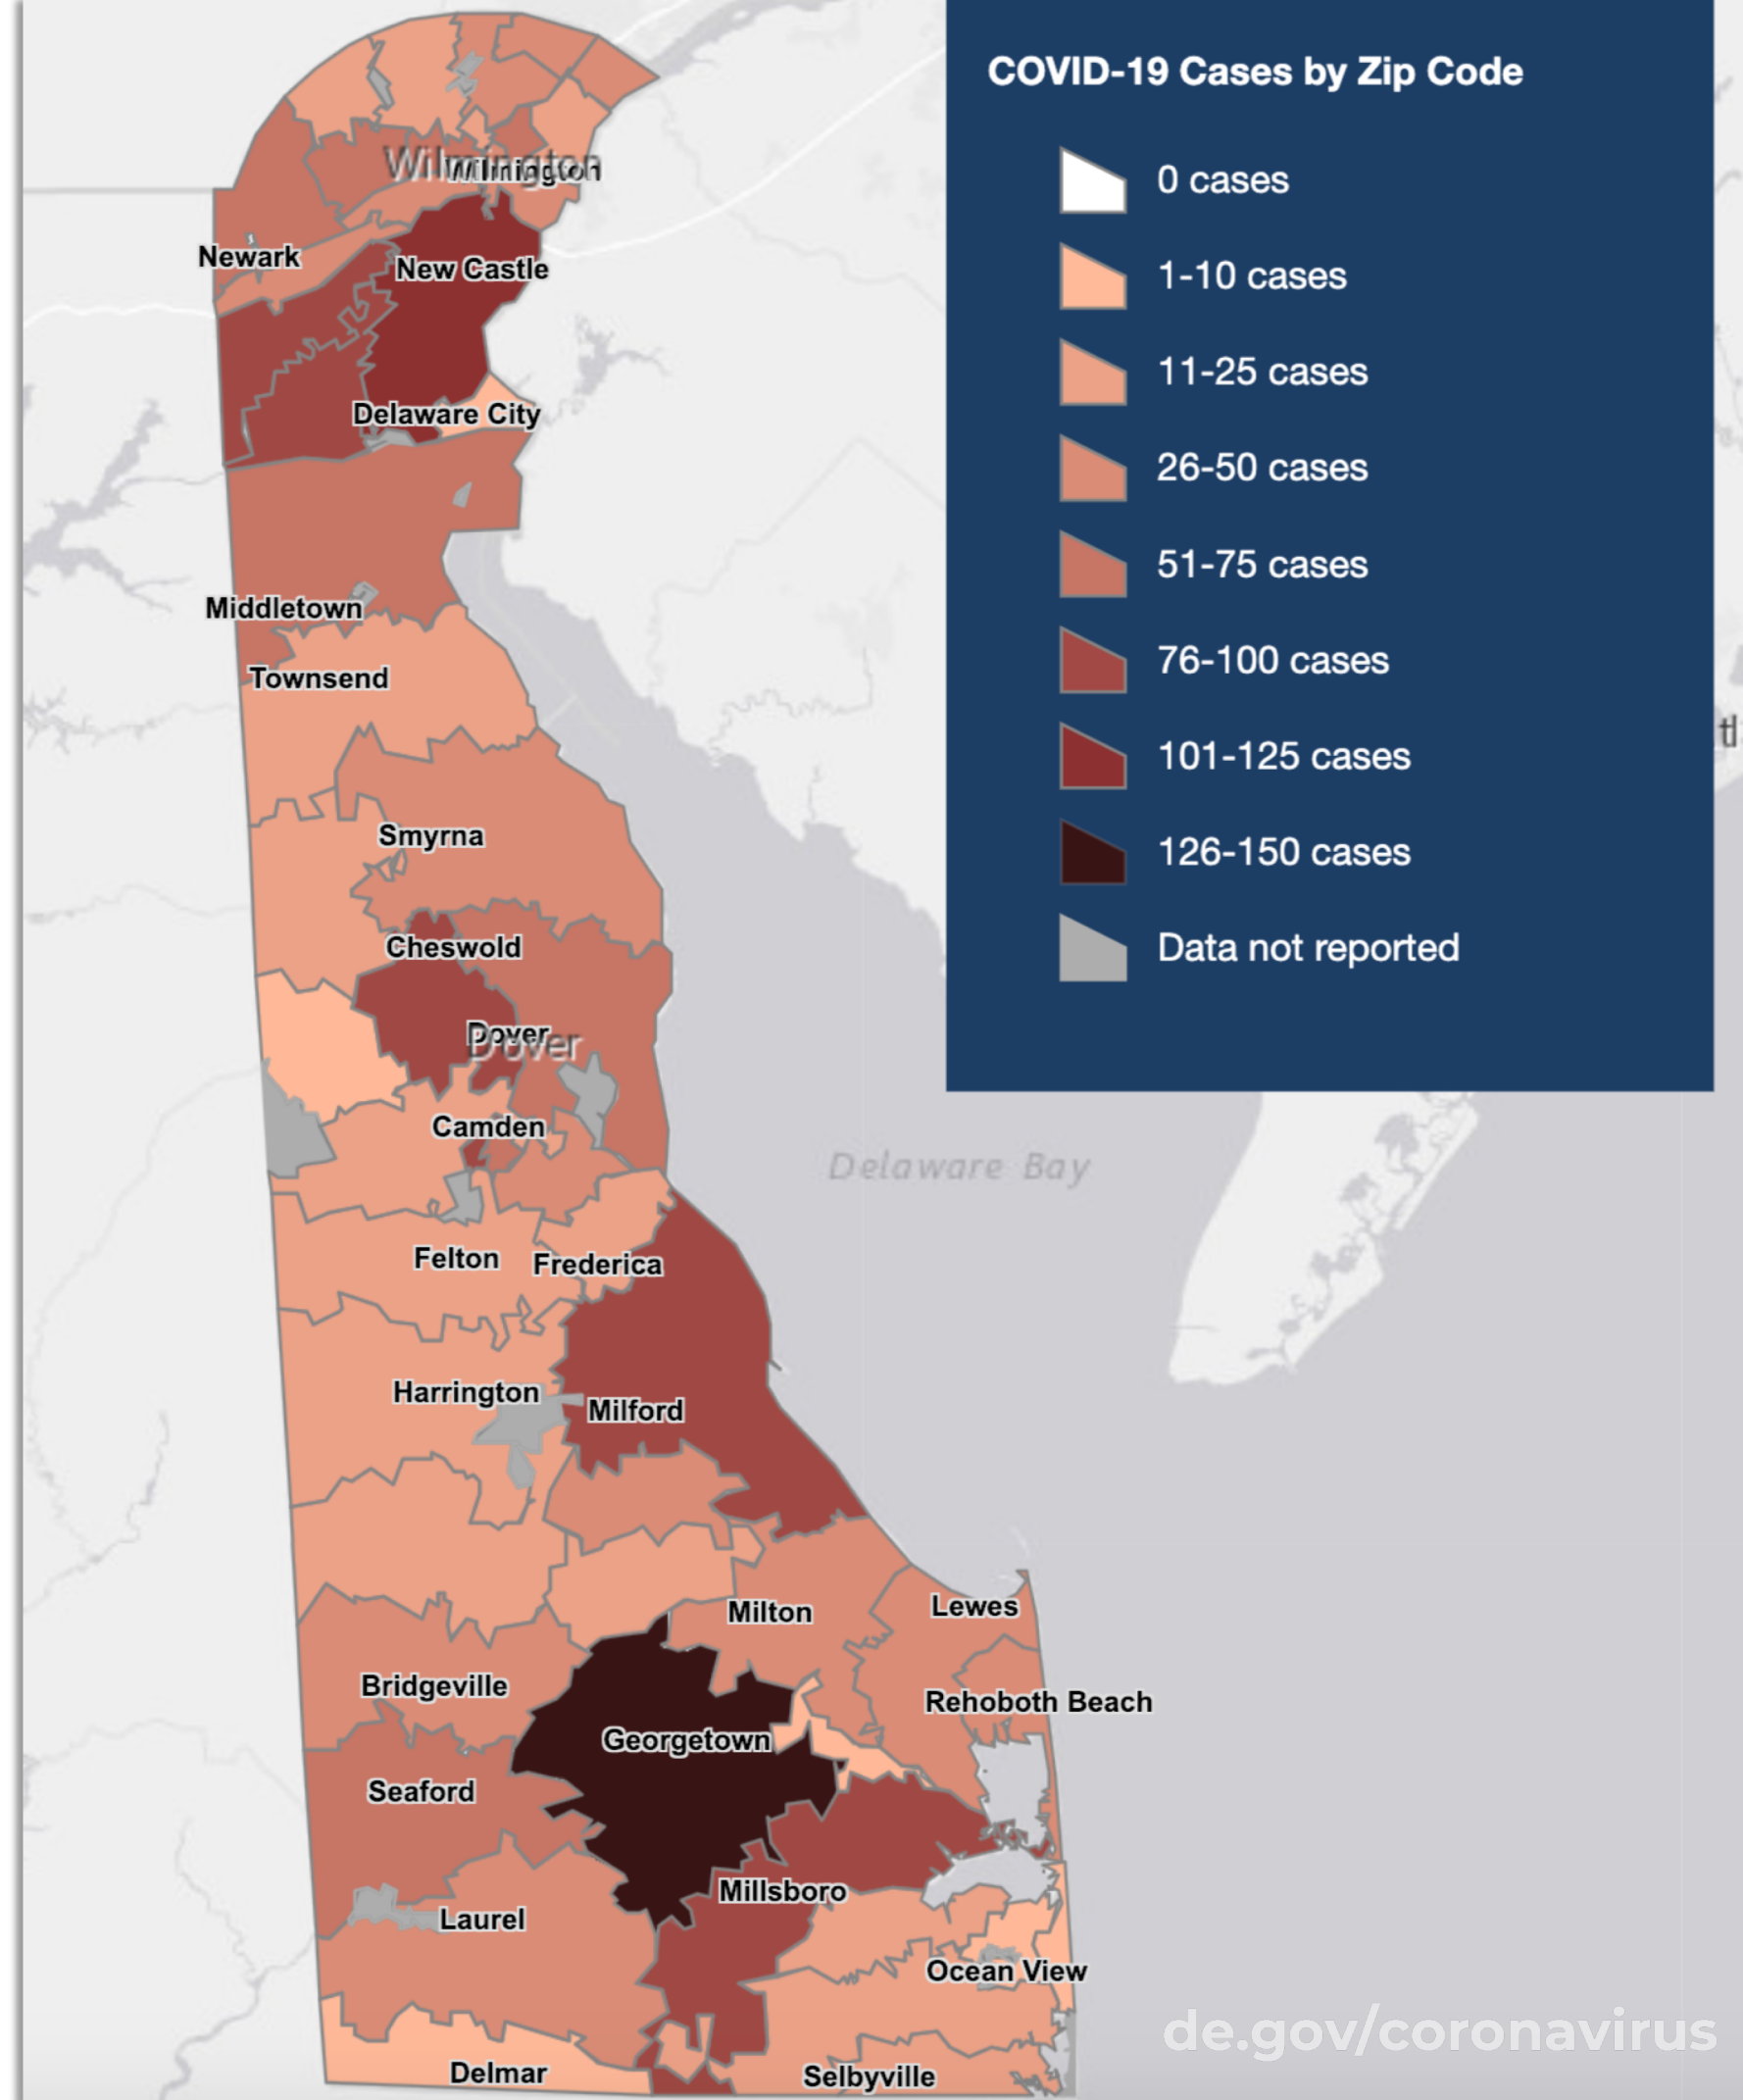 COVID-19 Cases by Zip Code
0 cases
1-10 cases
11-25 cases
26-50 cases
51-75 cases
76-100 cases
101-125 cases
126-150 cases
Data not reported
Wilmington
Wilmington
Newark
New Castle
Delaware City
Middletown
Townsend
tl
Smyrna
Cheswold
Dover
Dover
Camden
Delaware Bay
Felton
Frederica
Harrington
Milford
Milton
Lewes
Bridgeville
Rehoboth Beach
Georgetown
Seaford
Millsboro
Laurel
Ocean View
de.gov/coronavirus
Delmar
Selbyville